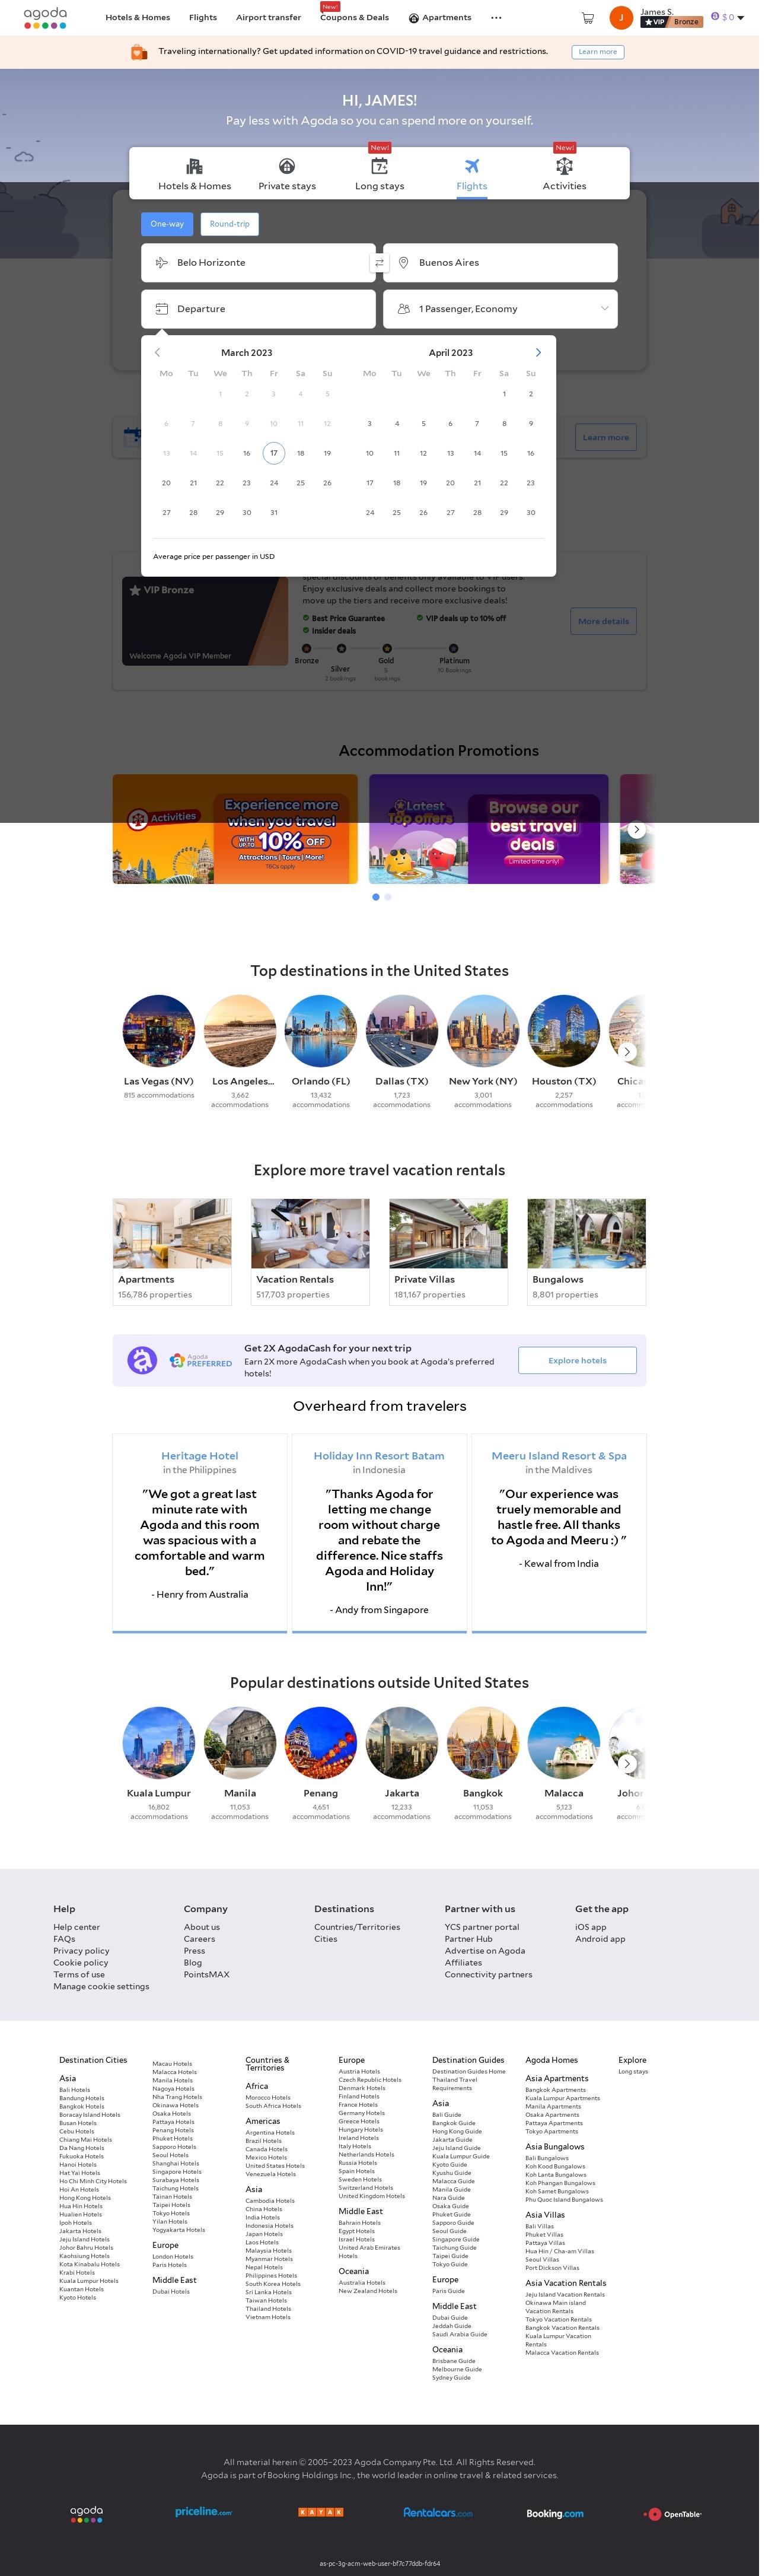 agoda
Hotels & Homes
Flights
Airport transfer
New!
Coupons & Deals
Apartments
J
James S.
VIP Bronze
$ 0
Traveling internationally? Get updated information on COVID-19 travel guidance and restrictions.
Learn more
HI, JAMES!
Pay less with Agoda so you can spend more on yourself.
New!
New!
Hotels & Homes
Private stays
Long stays
Flights
Activities
One-way
Round-trip
Belo Horizonte
Buenos Aires
Departure
1 Passenger, Economy
March 2023
April 2023
Mo Tu We Th Fr Sa Su
Mo Tu We Th Fr Sa Su
1 2 3 4 5
1 2
6 7 8 9 10 11 12
3 4 5 6 7 8 9
13 14 15 16 17 18 19
10 11 12 13 14 15 16
20 21 22 23 24 25 26
17 18 19 20 21 22 23
27 28 29 30 31
24 25 26 27 28 29 30
Average price per passenger in USD
Learn more
VIP Bronze
Welcome Agoda VIP Member
special discounts or benefits only available to VIP users.
Enjoy exclusive deals and collect more bookings to
move up the tiers and receive more exclusive deals!
Best Price Guarantee
VIP deals up to 10% off
Insider deals
Bronze
Silver
2 bookings
Gold
5
bookings
Platinum
10 Bookings
More details
Accommodation Promotions
Activities
Experience more
when you travel
WITH UP TO 10% OFF
Attractions | Tours | More!
T&Cs apply
Latest
Top offers
Browse our
best travel
deals
Limited time only!
Top destinations in the United States
Las Vegas (NV)
815 accommodations
Los Angeles...
3,662
accommodations
Orlando (FL)
13,432
accommodations
Dallas (TX)
1,723
accommodations
New York (NY)
3,001
accommodations
Houston (TX)
2,257
accommodations
Explore more travel vacation rentals
Apartments
156,786 properties
Vacation Rentals
517,703 properties
Private Villas
181,167 properties
Bungalows
8,801 properties
Agoda
PREFERRED
Get 2X AgodaCash for your next trip
Earn 2X more AgodaCash when you book at Agoda's preferred
hotels!
Explore hotels
Overheard from travelers
Heritage Hotel
in the Philippines
"We got a great last
minute rate with
Agoda and this room
was spacious with a
comfortable and warm
bed."
- Henry from Australia
Holiday Inn Resort Batam
in Indonesia
"Thanks Agoda for
letting me change
room without charge
and rebate the
difference. Nice staffs
Agoda and Holiday
Inn!"
- Andy from Singapore
Meeru Island Resort & Spa
in the Maldives
"Our experience was
truely memorable and
hastle free. All thanks
to Agoda and Meeru :) "
- Kewal from India
Popular destinations outside United States
Kuala Lumpur
16,802
accommodations
Manila
11,053
accommodations
Penang
4,651
accommodations
Jakarta
12,233
accommodations
Bangkok
11,053
accommodations
Malacca
5,123
accommodations
Help
Help center
FAQs
Privacy policy
Cookie policy
Terms of use
Manage cookie settings
Company
About us
Careers
Press
Blog
PointsMAX
Destinations
Countries/Territories
Cities
Partner with us
YCS partner portal
Partner Hub
Advertise on Agoda
Affiliates
Connectivity partners
Get the app
iOS app
Android app
Destination Cities
Asia
Bali Hotels
Bandung Hotels
Bangkok Hotels
Boracay Island Hotels
Busan Hotels
Cebu Hotels
Chiang Mai Hotels
Da Nang Hotels
Fukuoka Hotels
Hanoi Hotels
Hat Yai Hotels
Ho Chi Minh City Hotels
Hoi An Hotels
Hong Kong Hotels
Hua Hin Hotels
Hualien Hotels
Ipoh Hotels
Jakarta Hotels
Jeju Island Hotels
Johor Bahru Hotels
Kaohsiung Hotels
Kota Kinabalu Hotels
Krabi Hotels
Kuala Lumpur Hotels
Kuantan Hotels
Kyoto Hotels
Macau Hotels
Malacca Hotels
Manila Hotels
Nagoya Hotels
Nha Trang Hotels
Okinawa Hotels
Osaka Hotels
Pattaya Hotels
Penang Hotels
Phuket Hotels
Sapporo Hotels
Seoul Hotels
Shanghai Hotels
Singapore Hotels
Surabaya Hotels
Taichung Hotels
Tainan Hotels
Taipei Hotels
Tokyo Hotels
Yilan Hotels
Yogyakarta Hotels
Europe
London Hotels
Paris Hotels
Middle East
Dubai Hotels
Countries &
Territories
Africa
Morocco Hotels
South Africa Hotels
Americas
Argentina Hotels
Brazil Hotels
Canada Hotels
Mexico Hotels
United States Hotels
Venezuela Hotels
Asia
Cambodia Hotels
China Hotels
India Hotels
Indonesia Hotels
Japan Hotels
Laos Hotels
Malaysia Hotels
Myanmar Hotels
Nepal Hotels
Philippines Hotels
South Korea Hotels
Sri Lanka Hotels
Taiwan Hotels
Thailand Hotels
Vietnam Hotels
Europe
Austria Hotels
Czech Republic Hotels
Denmark Hotels
Finland Hotels
France Hotels
Germany Hotels
Greece Hotels
Hungary Hotels
Ireland Hotels
Italy Hotels
Netherlands Hotels
Russia Hotels
Spain Hotels
Sweden Hotels
Switzerland Hotels
United Kingdom Hotels
Middle East
Bahrain Hotels
Egypt Hotels
Israel Hotels
United Arab Emirates
Hotels
Oceania
Australia Hotels
New Zealand Hotels
Destination Guides
Destination Guides Home
Thailand Travel
Requirements
Asia
Bali Guide
Bangkok Guide
Hong Kong Guide
Jakarta Guide
Jeju Island Guide
Kuala Lumpur Guide
Kyoto Guide
Kyushu Guide
Malacca Guide
Manila Guide
Nara Guide
Osaka Guide
Phuket Guide
Sapporo Guide
Seoul Guide
Singapore Guide
Taichung Guide
Taipei Guide
Tokyo Guide
Europe
Paris Guide
Middle East
Dubai Guide
Jeddah Guide
Saudi Arabia Guide
Oceania
Brisbane Guide
Melbourne Guide
Sydney Guide
Agoda Homes
Asia Apartments
Bangkok Apartments
Kuala Lumpur Apartments
Manila Apartments
Osaka Apartments
Pattaya Apartments
Tokyo Apartments
Asia Bungalows
Bali Bungalows
Koh Kood Bungalows
Koh Lanta Bungalows
Koh Phangan Bungalows
Koh Samet Bungalows
Phu Quoc Island Bungalows
Asia Villas
Bali Villas
Phuket Villas
Pattaya Villas
Hua Hin / Cha-am Villas
Seoul Villas
Port Dickson Villas
Asia Vacation Rentals
Jeju Island Vacation Rentals
Okinawa Main island
Vacation Rentals
Tokyo Vacation Rentals
Bangkok Vacation Rentals
Kuala Lumpur Vacation
Rentals
Malacca Vacation Rentals
Explore
Long stays
All material herein © 2005–2023 Agoda Company Pte. Ltd. All Rights Reserved.
Agoda is part of Booking Holdings Inc., the world leader in online travel & related services.
agoda
priceline.com
KAYAK
Rentalcars.com
Booking.com
OpenTable
as-pc-3g-acm-web-user-bf7c77ddb-fdr64